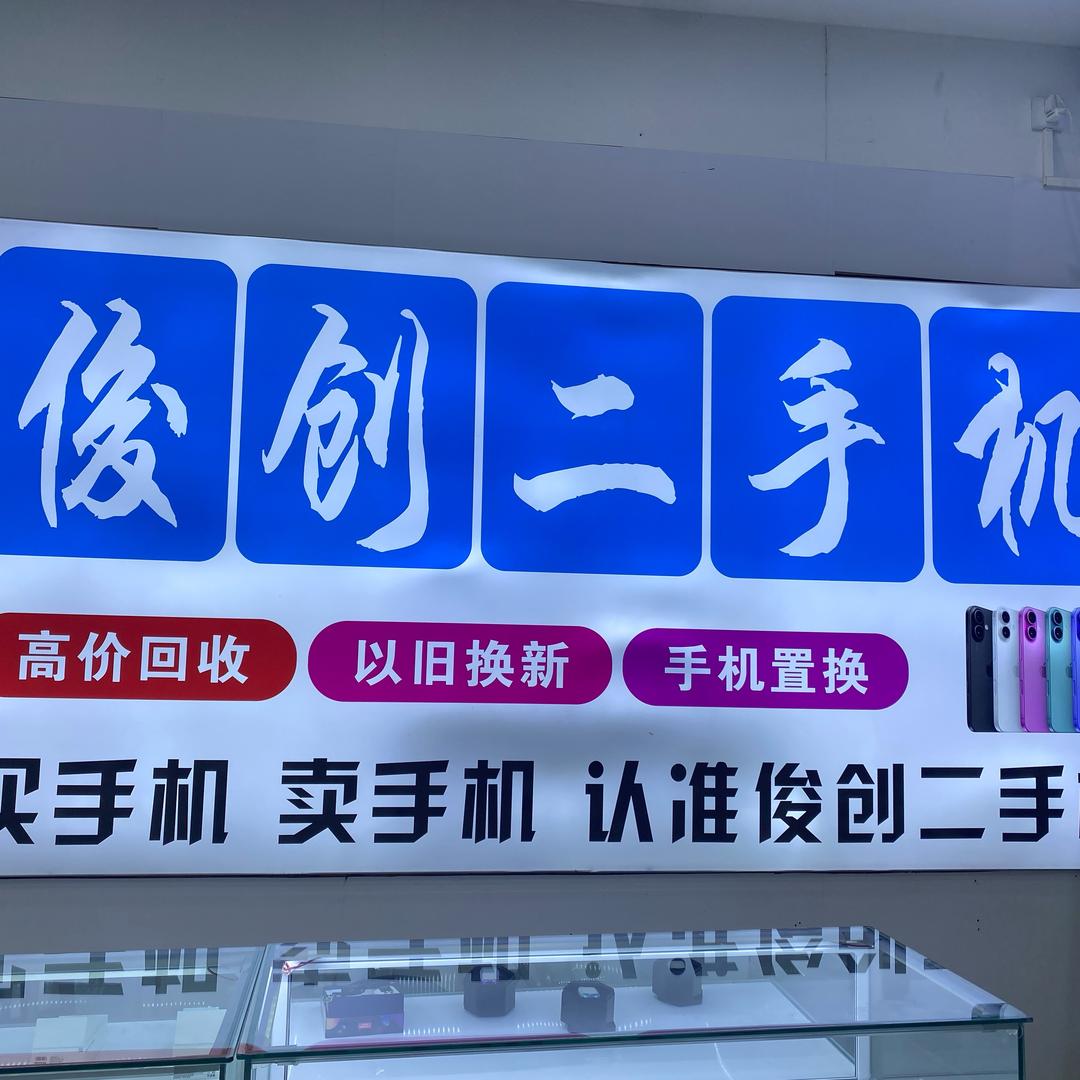 俊创二手机
高价回收 以旧换新 手机置换
买手机 卖手机 认准俊创二手